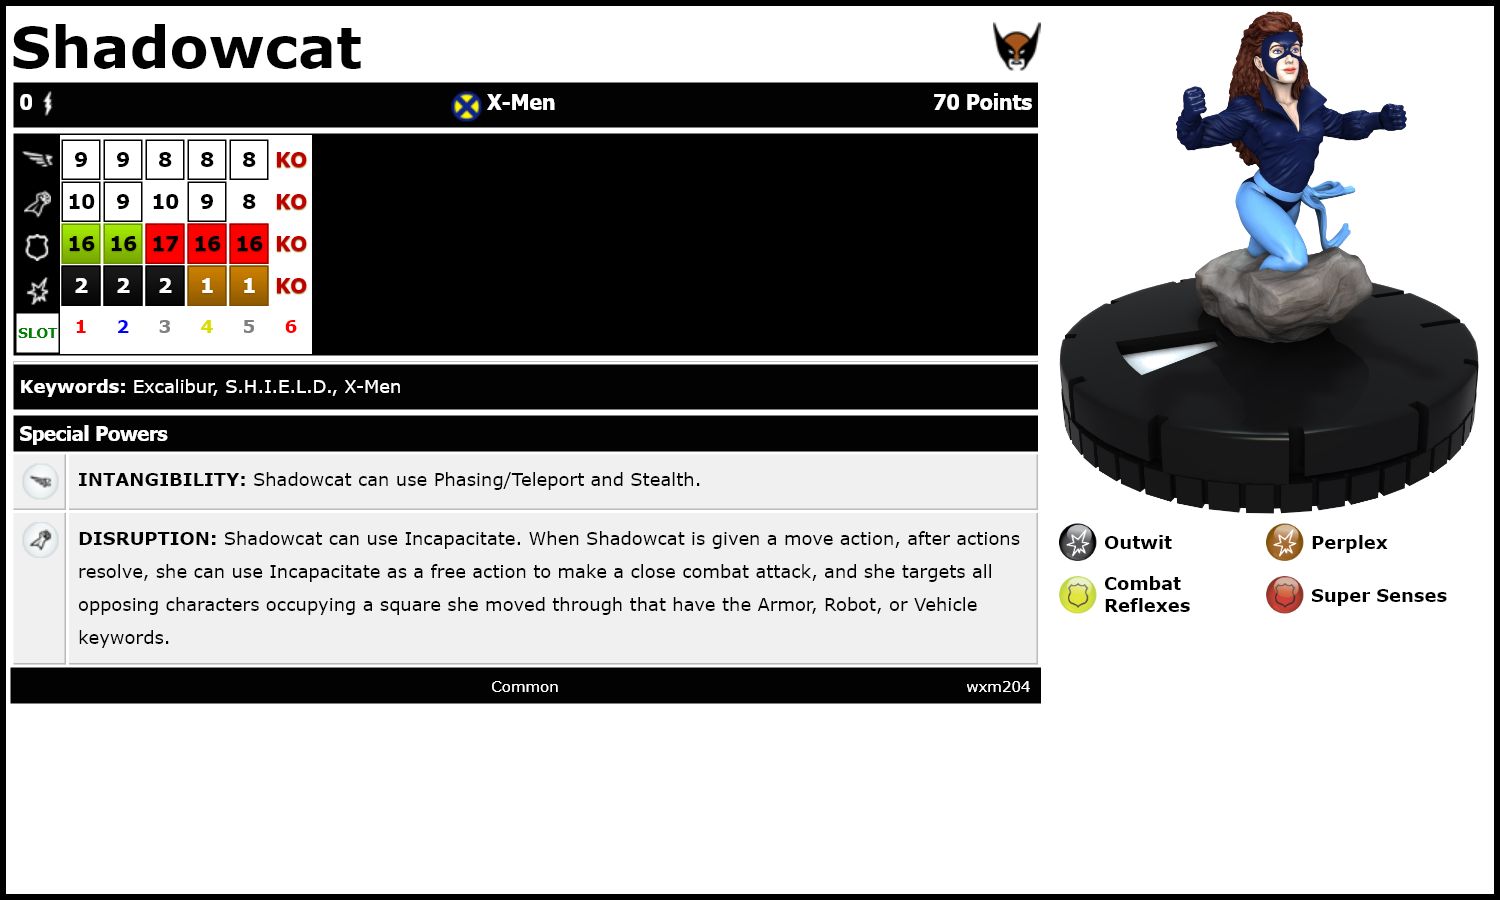 Shadowcat
0 X-Men 70 Points
9 9 8 8 8 KO
10 9 10 9 8 KO
16 16 17 16 16 KO
2 2 2 1 1 KO
SLOT 1 2 3 4 5 6
Keywords: Excalibur, S.H.I.E.L.D., X-Men
Special Powers
INTANGIBILITY: Shadowcat can use Phasing/Teleport and Stealth.
DISRUPTION: Shadowcat can use Incapacitate. When Shadowcat is given a move action, after actions
resolve, she can use Incapacitate as a free action to make a close combat attack, and she targets all
opposing characters occupying a square she moved through that have the Armor, Robot, or Vehicle
keywords.
Common wxm204
Outwit
Perplex
Combat
Reflexes
Super Senses